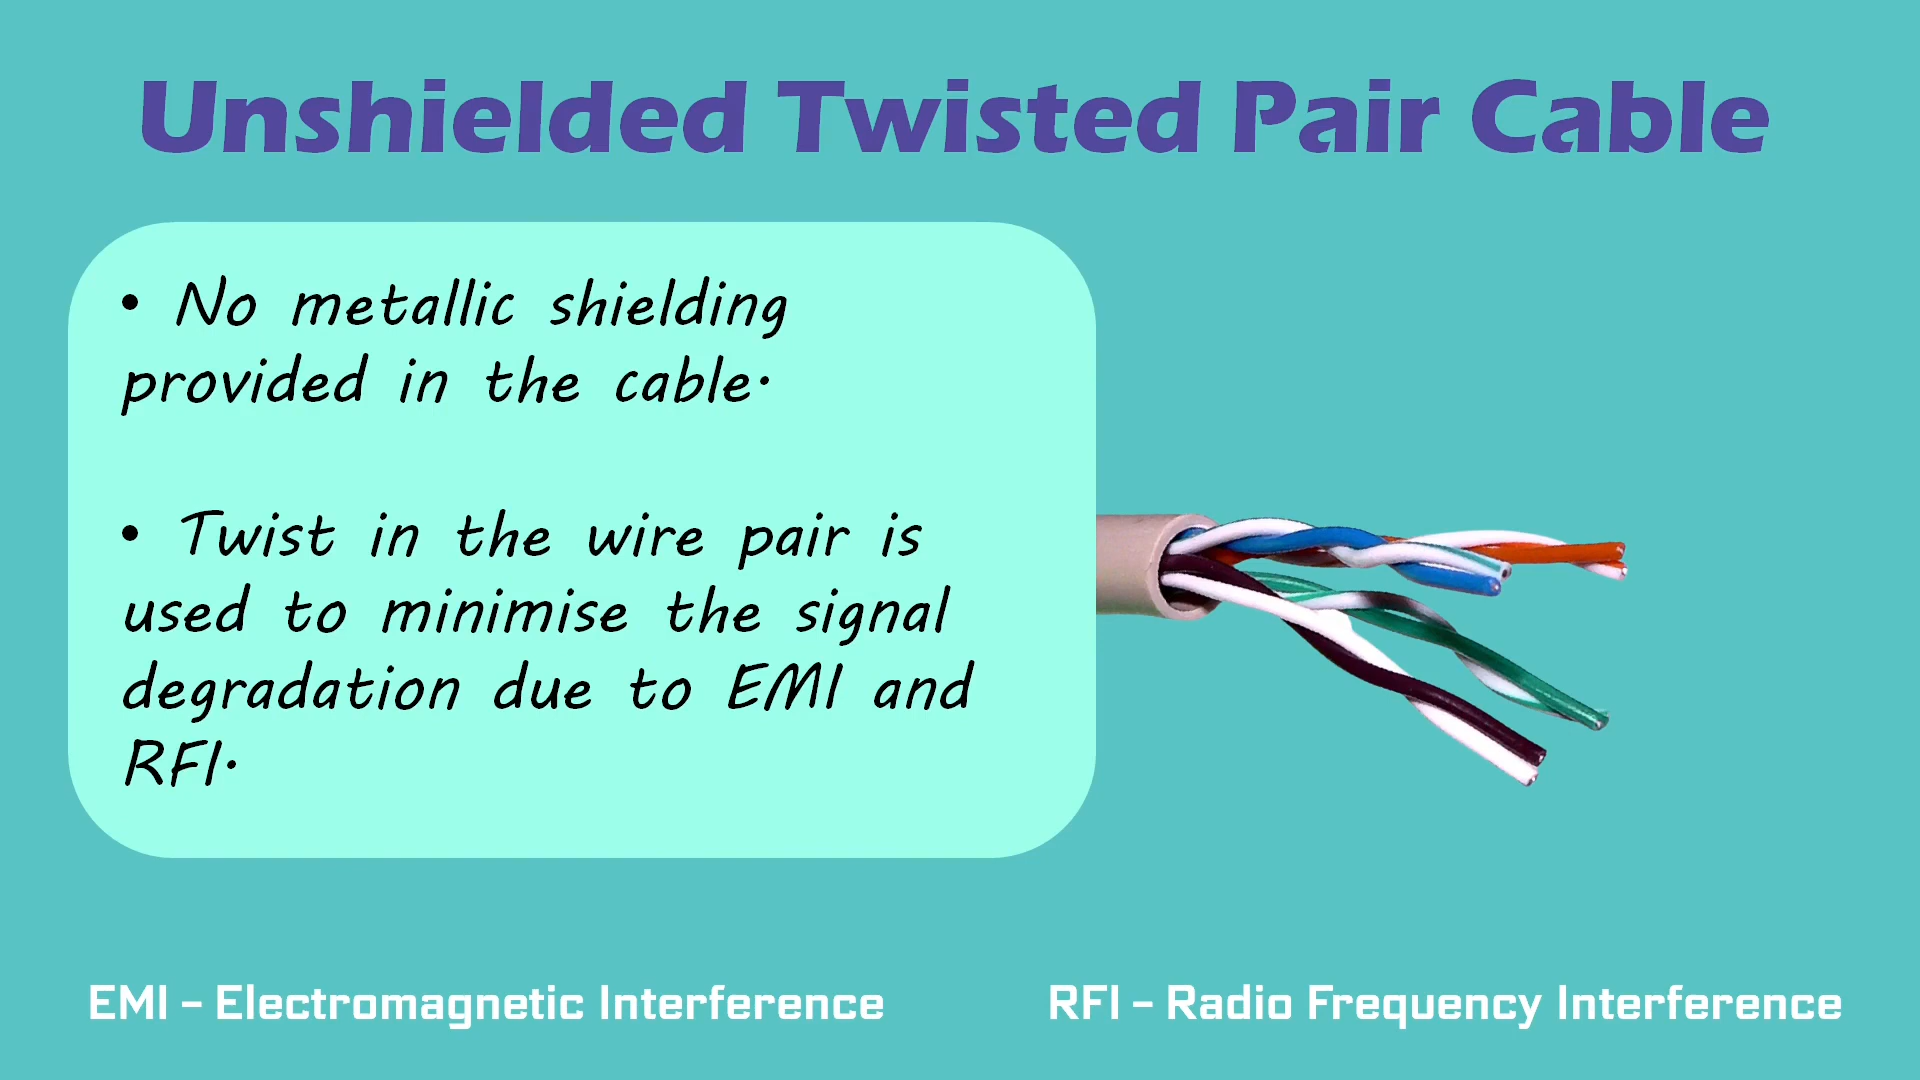 Unshielded Twisted Pair Cable
• No metallic shielding
provided in the cable.
• Twist in the wire pair is
used to minimise the signal
degradation due to EMI and
RFI.
EMI – Electromagnetic Interference
RFI – Radio Frequency Interference